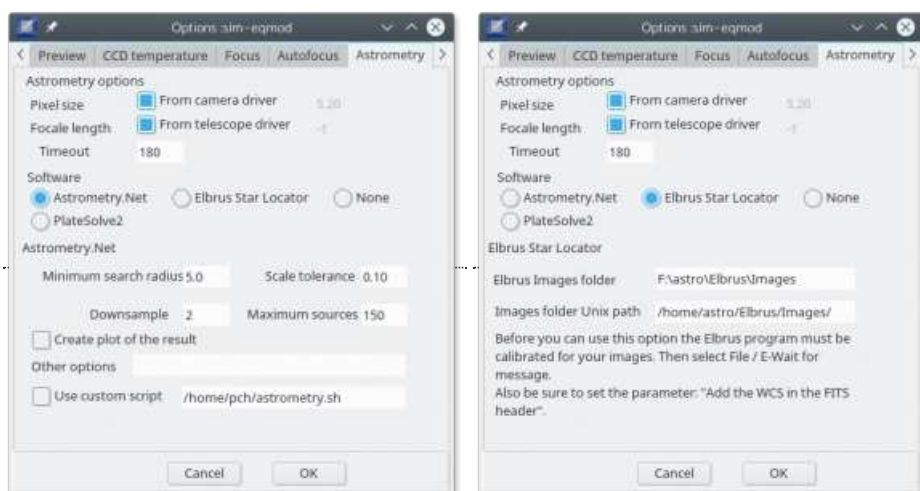 Options :sim-eqmod
Preview CCD temperature Focus Autofocus Astrometry
Astrometry options
Pixel size From camera driver 5.20
Focale length From telescope driver -1
Timeout 180
Software
Astrometry.Net Elbrus Star Locator None
PlateSolve2
Astrometry.Net
Minimum search radius 5.0 Scale tolerance 0.10
Downsample 2 Maximum sources 150
Create plot of the result
Other options
Use custom script /home/pch/astrometry.sh
Cancel OK
Options :sim-eqmod
Preview CCD temperature Focus Autofocus Astrometry
Astrometry options
Pixel size From camera driver 5.20
Focale length From telescope driver -1
Timeout 180
Software
Astrometry.Net Elbrus Star Locator None
PlateSolve2
Elbrus Star Locator
Elbrus Images folder F:\astro\Elbrus\Images
Images folder Unix path /home/astro/Elbrus/Images/
Before you can use this option the Elbrus program must be
calibrated for your images. Then select File / E-Wait for
message.
Also be sure to set the parameter: "Add the WCS in the FITS
header".
Cancel OK